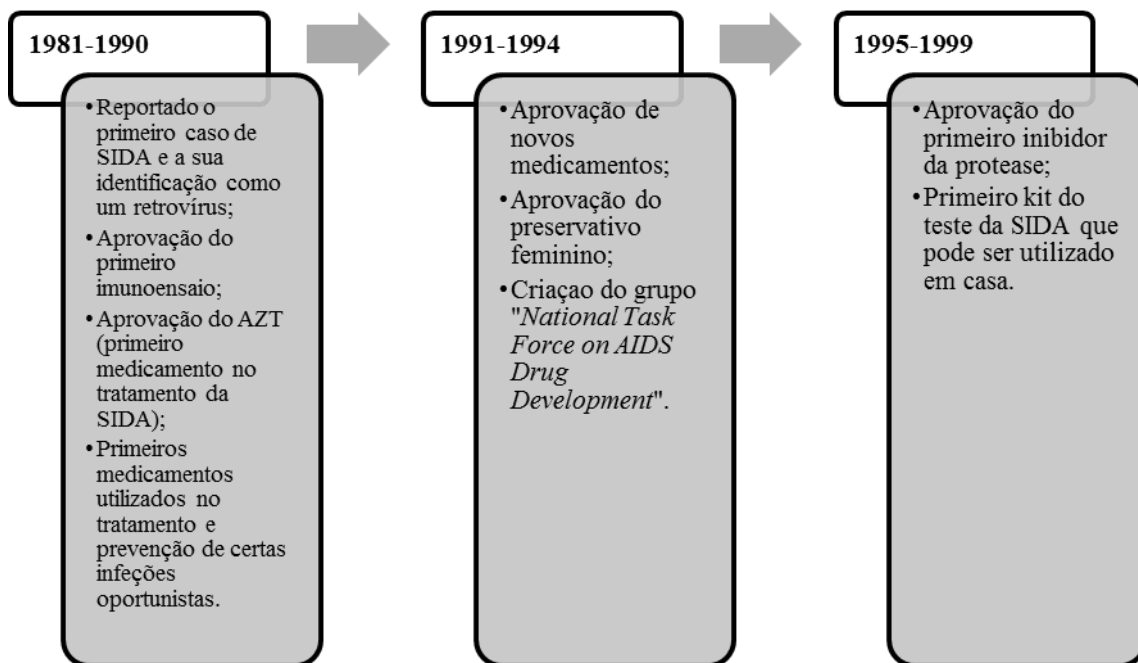 1981-1990
•Reportado o
primeiro caso de
SIDA e a sua
identificação como
um retrovírus;
•Aprovação do
primeiro
imunoensaio;
•Aprovação do AZT
(primeiro
medicamento no
tratamento da
SIDA);
•Primeiros
medicamentos
utilizados no
tratamento e
prevenção de certas
infeções
oportunistas.
1991-1994
•Aprovação de
novos
medicamentos;
•Aprovação do
preservativo
feminino;
•Criaçao do grupo
"National Task
Force on AIDS
Drug
Development".
1995-1999
•Aprovação do
primeiro inibidor
da protease;
•Primeiro kit do
teste da SIDA que
pode ser utilizado
em casa.